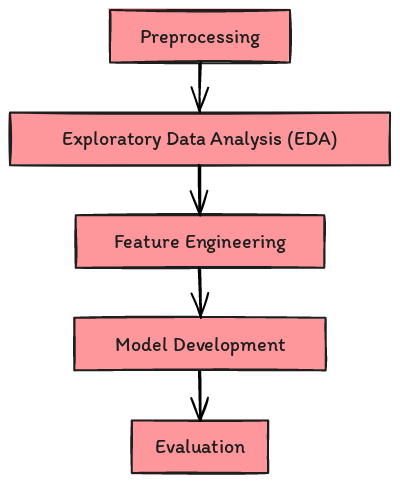 Preprocessing
Exploratory Data Analysis (EDA)
Feature Engineering
Model Development
Evaluation